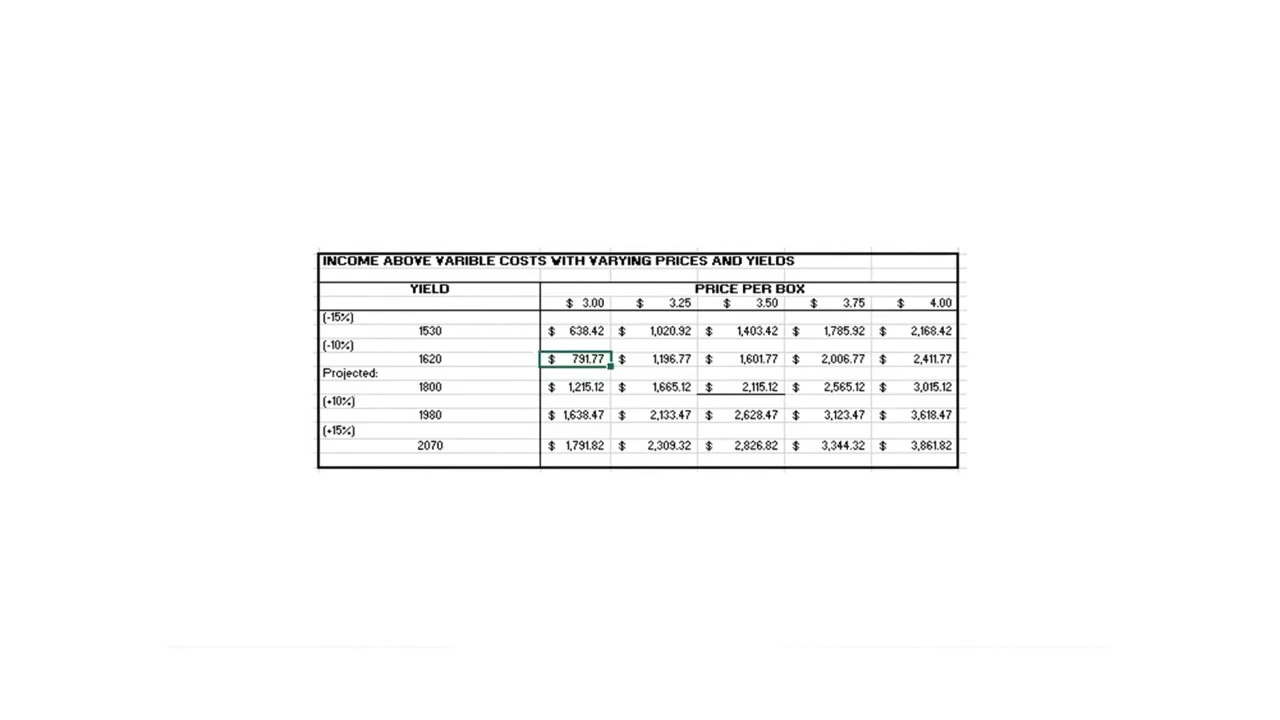 INCOME ABOVE VARIBLE COSTS WITH VARYING PRICES AND YIELDS
YIELD PRICE PER BOX
$ 3.00 $ 3.25 $ 3.50 $ 3.75 $ 4.00
(-15%)
1530 $ 638.42 $ 1,020.92 $ 1,403.42 $ 1,785.92 $ 2,168.42
(-10%)
1620 $ 791.77 $ 1,196.77 $ 1,601.77 $ 2,006.77 $ 2,411.77
Projected:
1800 $ 1,215.12 $ 1,665.12 $ 2,115.12 $ 2,565.12 $ 3,015.12
(+10%)
1980 $ 1,638.47 $ 2,133.47 $ 2,628.47 $ 3,123.47 $ 3,618.47
(+15%)
2070 $ 1,791.82 $ 2,309.32 $ 2,826.82 $ 3,344.32 $ 3,861.82